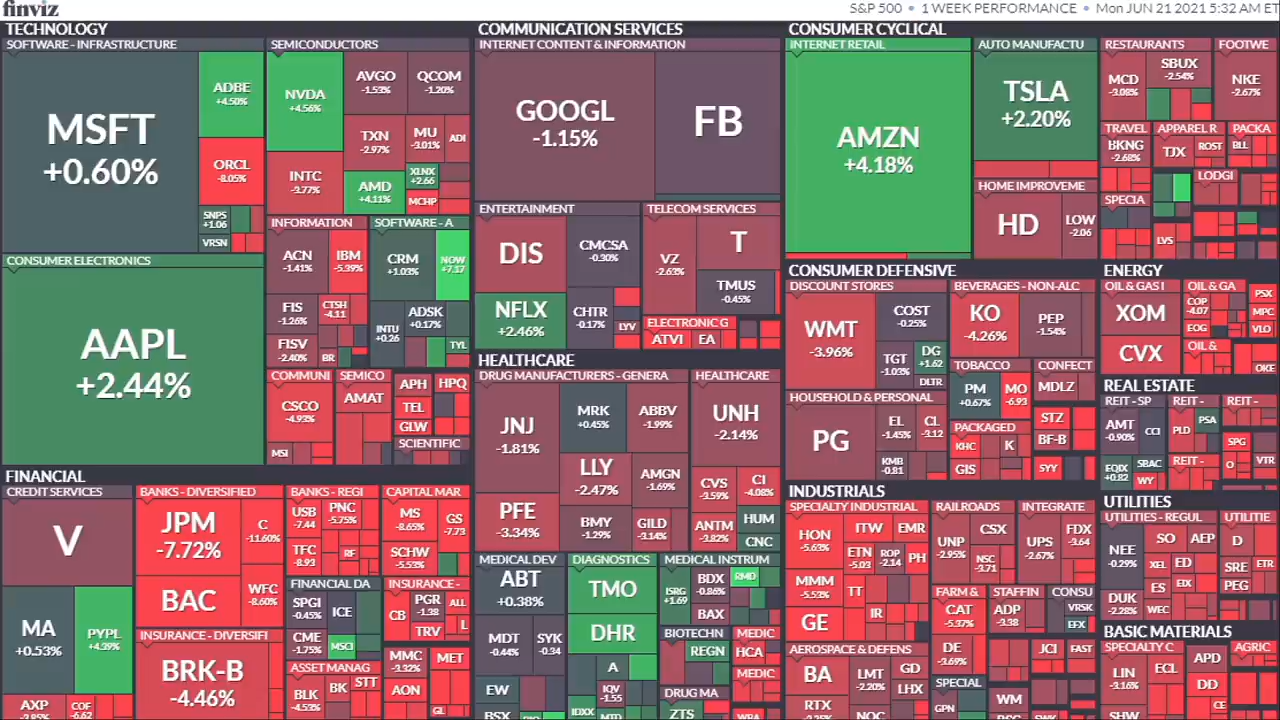 finviz
S&P 500 • 1 WEEK PERFORMANCE • Mon JUN 21 2021 5:32 AM ET
TECHNOLOGY
SOFTWARE - INFRASTRUCTURE
MSFT
+0.60%
ADBE
+4.50%
ORCL
-8.05%
SNPS
+1.06
VRSN
CONSUMER ELECTRONICS
AAPL
+2.44%
SEMICONDUCTORS
NVDA
+4.56%
AVGO
-1.53%
QCOM
-1.20%
TXN
-2.97%
MU
-3.01%
ADI
INTC
-3.77%
AMD
+4.11%
XLNX
+2.66
MCHP
INFORMATION
ACN
-1.41%
IBM
-5.39%
FIS
-1.26%
CTSH
-4.11
FISV
-2.40%
BR
SOFTWARE - A
CRM
+1.03%
NOW
+7.17
INTU
+0.26
ADSK
+0.17%
TYL
COMMUNI
CSCO
-4.93%
MSI
SEMICO
AMAT
APH
HPQ
TEL
GLW
SCIENTIFIC
COMMUNICATION SERVICES
INTERNET CONTENT & INFORMATION
GOOGL
-1.15%
FB
ENTERTAINMENT
DIS
CMCSA
-0.30%
NFLX
+2.46%
CHTR
-0.17%
LYV
TELECOM SERVICES
VZ
-2.63%
T
TMUS
-0.45%
ELECTRONIC G
ATVI
EA
CONSUMER CYCLICAL
INTERNET RETAIL
AMZN
+4.18%
AUTO MANUFACTU
TSLA
+2.20%
HOME IMPROVEME
HD
LOW
-2.06
RESTAURANTS
MCD
-3.08%
SBUX
-2.54%
FOOTWE
NKE
-2.67%
TRAVEL
BKNG
-2.68%
APPAREL R
TJX
ROST
PACKA
BLL
LODGI
SPECIA
LVS
CONSUMER DEFENSIVE
DISCOUNT STORES
WMT
-3.96%
COST
-0.25%
TGT
-1.03%
DG
+1.62
DLTR
BEVERAGES - NON-ALC
KO
-4.26%
PEP
-1.54%
TOBACCO
PM
+0.67%
MO
-6.93
CONFECT
MDLZ
HOUSEHOLD & PERSONAL
PG
EL
-1.45%
CL
-3.12
KMB
-0.81
PACKAGED
KHC
K
GIS
STZ
BF-B
SYY
ENERGY
OIL & GAS I
XOM
CVX
OIL & GA
COP
-4.07
EOG
OIL &
PSX
MPC
VLO
OKE
REAL ESTATE
REIT - SP
AMT
-0.90%
CCI
EQIX
+0.82
SBAC
WY
REIT -
PLD
PSA
REIT -
REIT -
SPG
O
VTR
FINANCIAL
CREDIT SERVICES
V
MA
+0.53%
PYPL
+4.39%
AXP
-3.85%
COF
-6.62
BANKS - DIVERSIFIED
JPM
-7.72%
C
-11.60%
BAC
WFC
-8.60%
INSURANCE - DIVERSIFI
BRK-B
-4.46%
BANKS - REGI
USB
-7.44
PNC
-5.75%
TFC
-8.93
RF
FINANCIAL DA
SPGI
-0.45%
ICE
CME
-1.75%
MSCI
ASSET MANAG
BLK
-4.53%
BK
STT
CAPITAL MAR
MS
-8.65%
GS
-7.73
SCHW
-5.53%
INSURANCE -
CB
PGR
-1.38
ALL
TRV
L
MMC
-3.32%
MET
AON
GL
HEALTHCARE
DRUG MANUFACTURERS - GENERA
JNJ
-1.81%
MRK
+0.45%
ABBV
-1.99%
LLY
-2.47%
AMGN
-1.69%
PFE
-3.34%
BMY
-1.29%
GILD
-3.14%
HEALTHCARE
UNH
-2.14%
CVS
-3.59%
CI
-4.08%
ANTM
-3.82%
HUM
CNC
MEDICAL DEV
ABT
+0.38%
MDT
-0.44%
SYK
-0.34
EW
BSX
DIAGNOSTICS
TMO
DHR
A
IQV
-1.55
IDXX
MTD
MEDICAL INSTRUM
ISRG
+1.69
BDX
-0.86%
RMD
BAX
BIOTECHN
REGN
MEDIC
HCA
MEDIC
DRUG MA
ZTS
WBA
INDUSTRIALS
SPECIALTY INDUSTRIAL
HON
-5.63%
ITW
EMR
ETN
-5.03
ROP
-2.14
PH
MMM
-5.53%
TT
GE
IR
AEROSPACE & DEFENS
BA
LMT
-2.20%
GD
LHX
RTX
NOC
RAILROADS
UNP
-2.95%
CSX
NSC
-3.71
INTEGRATE
UPS
-2.67%
FDX
-3.64
FARM &
CAT
-5.37%
DE
-3.69%
STAFFIN
ADP
-3.38
CONSU
VRSK
EFX
JCI
FAST
SPECIAL
GPN
WM
UTILITIES
UTILITIES - REGUL
NEE
-0.29%
SO
AEP
XEL
ED
ES
EIX
DUK
-2.28%
WEC
UTILITIE
D
SRE
ETR
PEG
BASIC MATERIALS
SPECIALTY C
LIN
-3.16%
ECL
APD
DD
SHW
CE
AGRIC